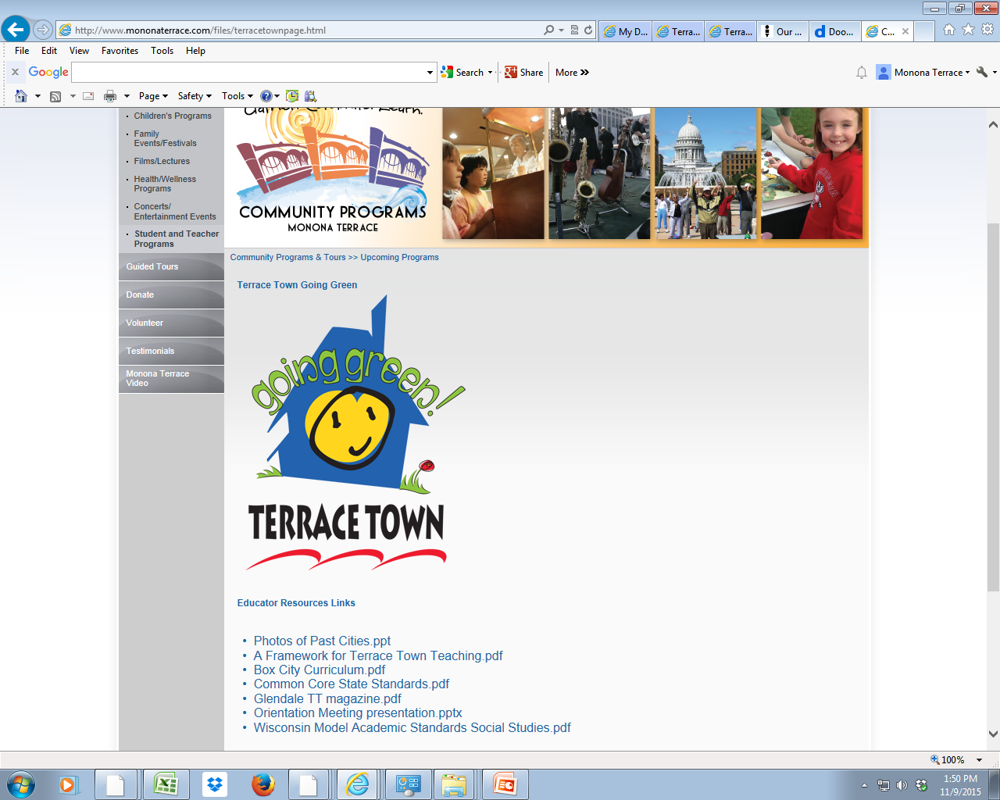 http://www.mononaterrace.com/files/terracetownpage.html
My D...
Terra...
Terra...
Our ...
Doo...
C...
File Edit View Favorites Tools Help
Google
Search
Share
More
Monona Terrace
Page Safety Tools
Children's Programs
Family
Events/Festivals
Films/Lectures
Health/Wellness
Programs
Concerts/
Entertainment Events
Student and Teacher
Programs
Guided Tours
Donate
Volunteer
Testimonials
Monona Terrace
Video
COMMUNITY PROGRAMS
MONONA TERRACE
Community Programs & Tours >> Upcoming Programs
Terrace Town Going Green
going green!
TERRACE TOWN
Educator Resources Links
• Photos of Past Cities.ppt
• A Framework for Terrace Town Teaching.pdf
• Box City Curriculum.pdf
• Common Core State Standards.pdf
• Glendale TT magazine.pdf
• Orientation Meeting presentation.pptx
• Wisconsin Model Academic Standards Social Studies.pdf
100%
1:50 PM
11/9/2015